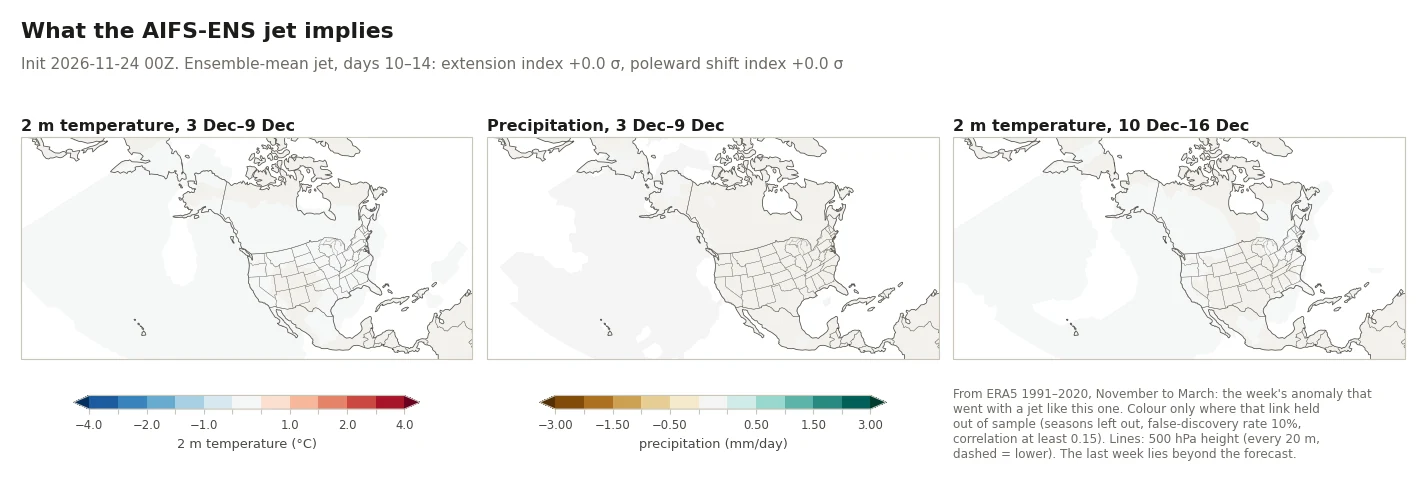 What the AIFS-ENS jet implies
Init 2026-11-24 00Z. Ensemble-mean jet, days 10–14: extension index +0.0 σ, poleward shift index +0.0 σ
2 m temperature, 3 Dec–9 Dec
Precipitation, 3 Dec–9 Dec
2 m temperature, 10 Dec–16 Dec
−4.0 −2.0 −1.0 1.0 2.0 4.0
2 m temperature (°C)
−3.00 −1.50 −0.50 0.50 1.50 3.00
precipitation (mm/day)
From ERA5 1991–2020, November to March: the week's anomaly that
went with a jet like this one. Colour only where that link held
out of sample (seasons left out, false-discovery rate 10%,
correlation at least 0.15). Lines: 500 hPa height (every 20 m,
dashed = lower). The last week lies beyond the forecast.